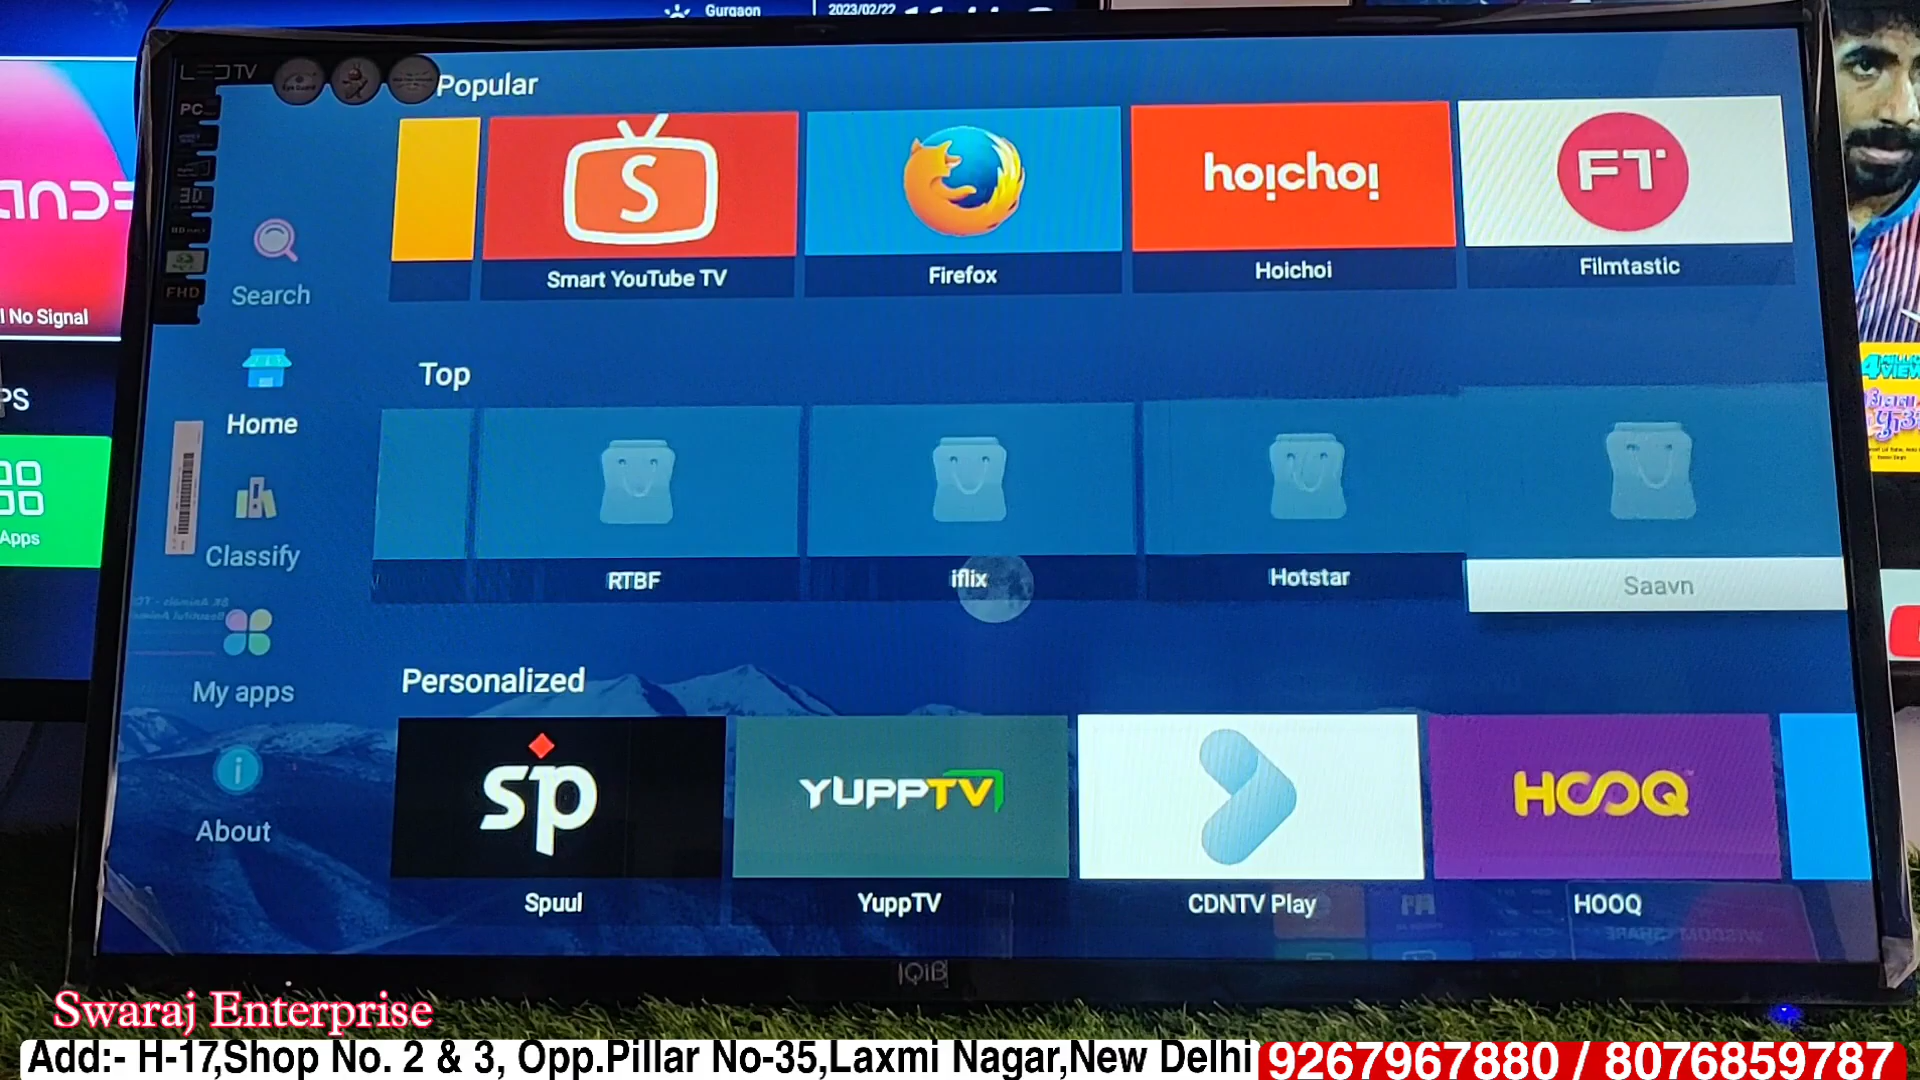 Gurgaon
2023/02/22
LED TV
Popular
PC
3D
FHD
S
hoichoi
FT
Smart YouTube TV
Firefox
Hoichoi
Filmtastic
Search
No Signal
Top
Home
RTBF
iflix
Hotstar
Saavn
Classify
Apps
My apps
Personalized
sip
YUPPTV
HOOQ
About
Spuul
YuppTV
CDNTV Play
HOOQ
IQiB
Swaraj Enterprise
Add:- H-17,Shop No. 2 & 3, Opp.Pillar No-35,Laxmi Nagar,New Delhi
9267967880 / 8076859787